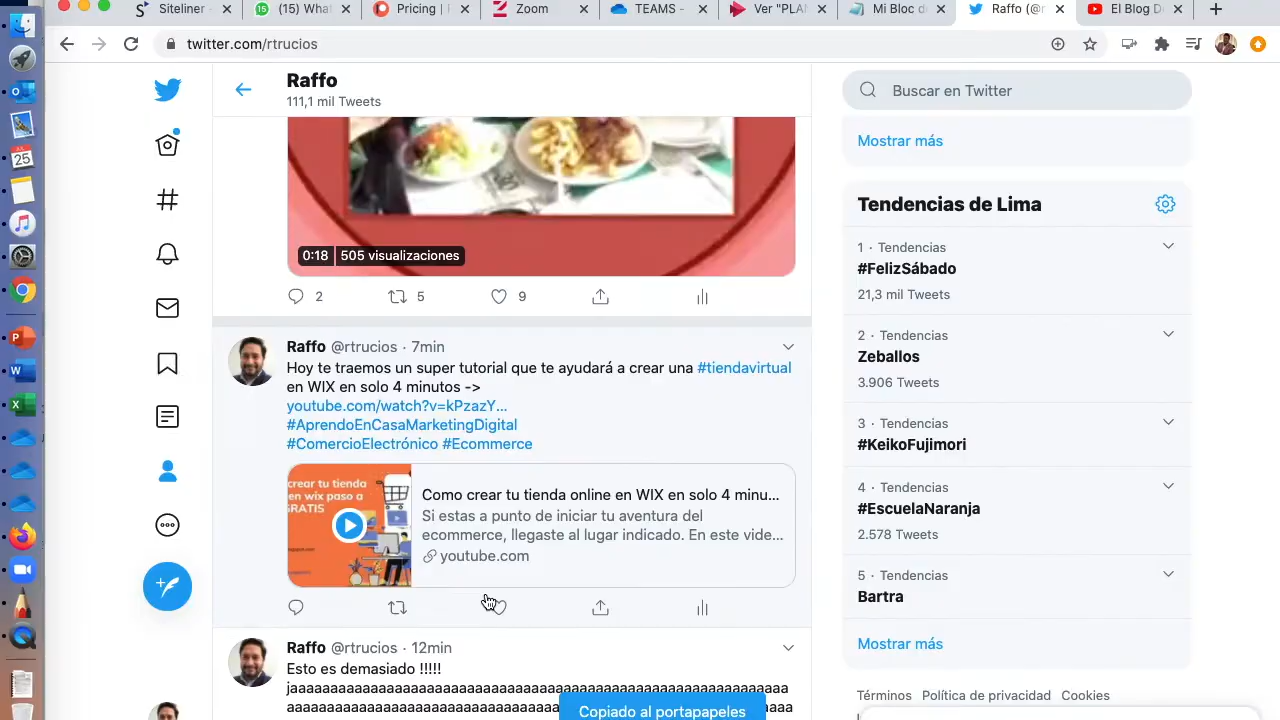 Siteliner
(15) What
Pricing |
Zoom
TEAMS -
Ver "PLAN
Mi Bloc de
Raffo (@r
El Blog De
twitter.com/rtrucios
Raffo
111,1 mil Tweets
Buscar en Twitter
Mostrar más
JUL
25
Tendencias de Lima
1 · Tendencias
#FelizSábado
21,3 mil Tweets
2 · Tendencias
Zeballos
3.906 Tweets
3 · Tendencias
#KeikoFujimori
4 · Tendencias
#EscuelaNaranja
2.578 Tweets
5 · Tendencias
Bartra
Mostrar más
Términos Política de privacidad Cookies
0:18 505 visualizaciones
2 5 9
Raffo @rtrucios · 7min
Hoy te traemos un super tutorial que te ayudará a crear una #tiendavirtual
en WIX en solo 4 minutos ->
youtube.com/watch?v=kPzazY...
#AprendoEnCasaMarketingDigital
#ComercioElectrónico #Ecommerce
crear tu tienda
en wix paso a
GRATIS
Como crear tu tienda online en WIX en solo 4 minu...
Si estas a punto de iniciar tu aventura del
ecommerce, llegaste al lugar indicado. En este vide...
youtube.com
Raffo @rtrucios · 12min
Esto es demasiado !!!!!
Copiado al portapapeles